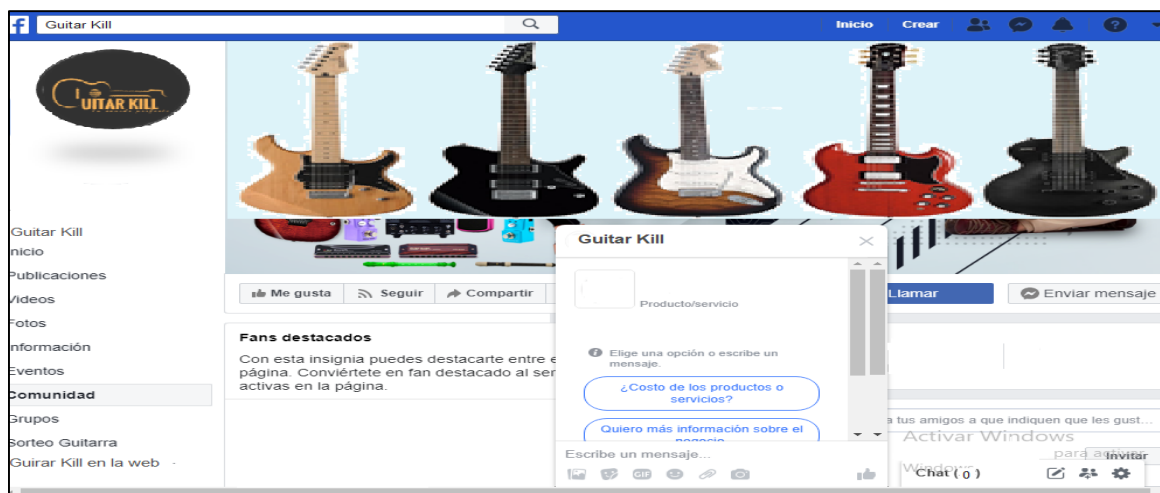 f Guitar Kill
Inicio Crear
UITAR KILL
Guitar Kill
nicio
Publicaciones
Videos
Fotos
nformación
Eventos
Comunidad
Grupos
Sorteo Guitarra
Guirar Kill en la web
Me gusta Seguir Compartir
Llamar Enviar mensaje
Fans destacados
Con esta insignia puedes destacarte entre e
página. Conviértete en fan destacado al ser
activas en la página.
Guitar Kill
Producto/servicio
Elige una opción o escribe un
mensaje.
¿Costo de los productos o
servicios?
Quiero más información sobre el
negocio
Escribe un mensaje...
GIF
a tus amigos a que indiquen que les gust...
Activar Windows
para activar
Invitar
Windows
Chat (0)